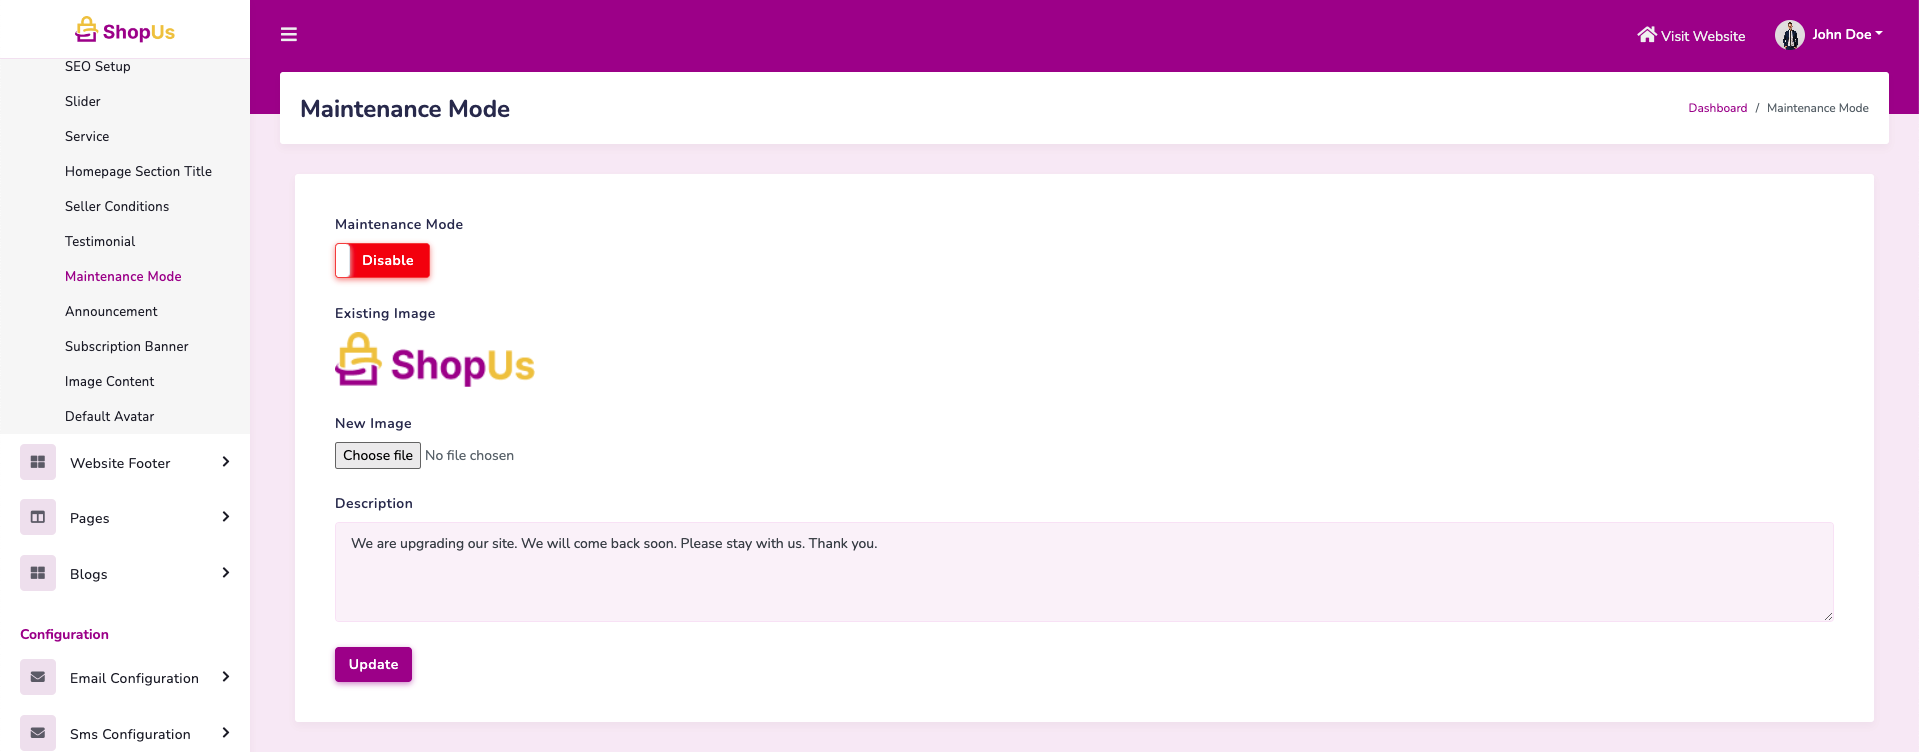 ShopUs
SEO Setup
Slider
Service
Homepage Section Title
Seller Conditions
Testimonial
Maintenance Mode
Announcement
Subscription Banner
Image Content
Default Avatar
Website Footer
Pages
Blogs
Configuration
Email Configuration
Sms Configuration
Visit Website
John Doe
Maintenance Mode
Dashboard / Maintenance Mode
Maintenance Mode
Disable
Existing Image
ShopUs
New Image
Choose file No file chosen
Description
We are upgrading our site. We will come back soon. Please stay with us. Thank you.
Update